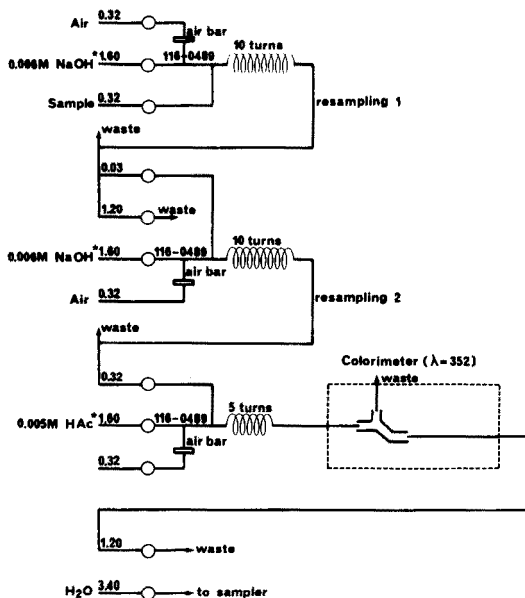 Air 0.32
air bar
10 turns
0.066M NaOH *1.60 116-0489
Sample 0.32
resampling 1
waste
0.03
1.20 waste
10 turns
0.006M NaOH *1.60 116-0489
air bar
Air 0.32
resampling 2
waste
Colorimeter (λ=352)
0.32
waste
5 turns
0.005M HAc *1.60 116-0489
air bar
0.32
1.20 waste
H₂O 3.40 to sampler